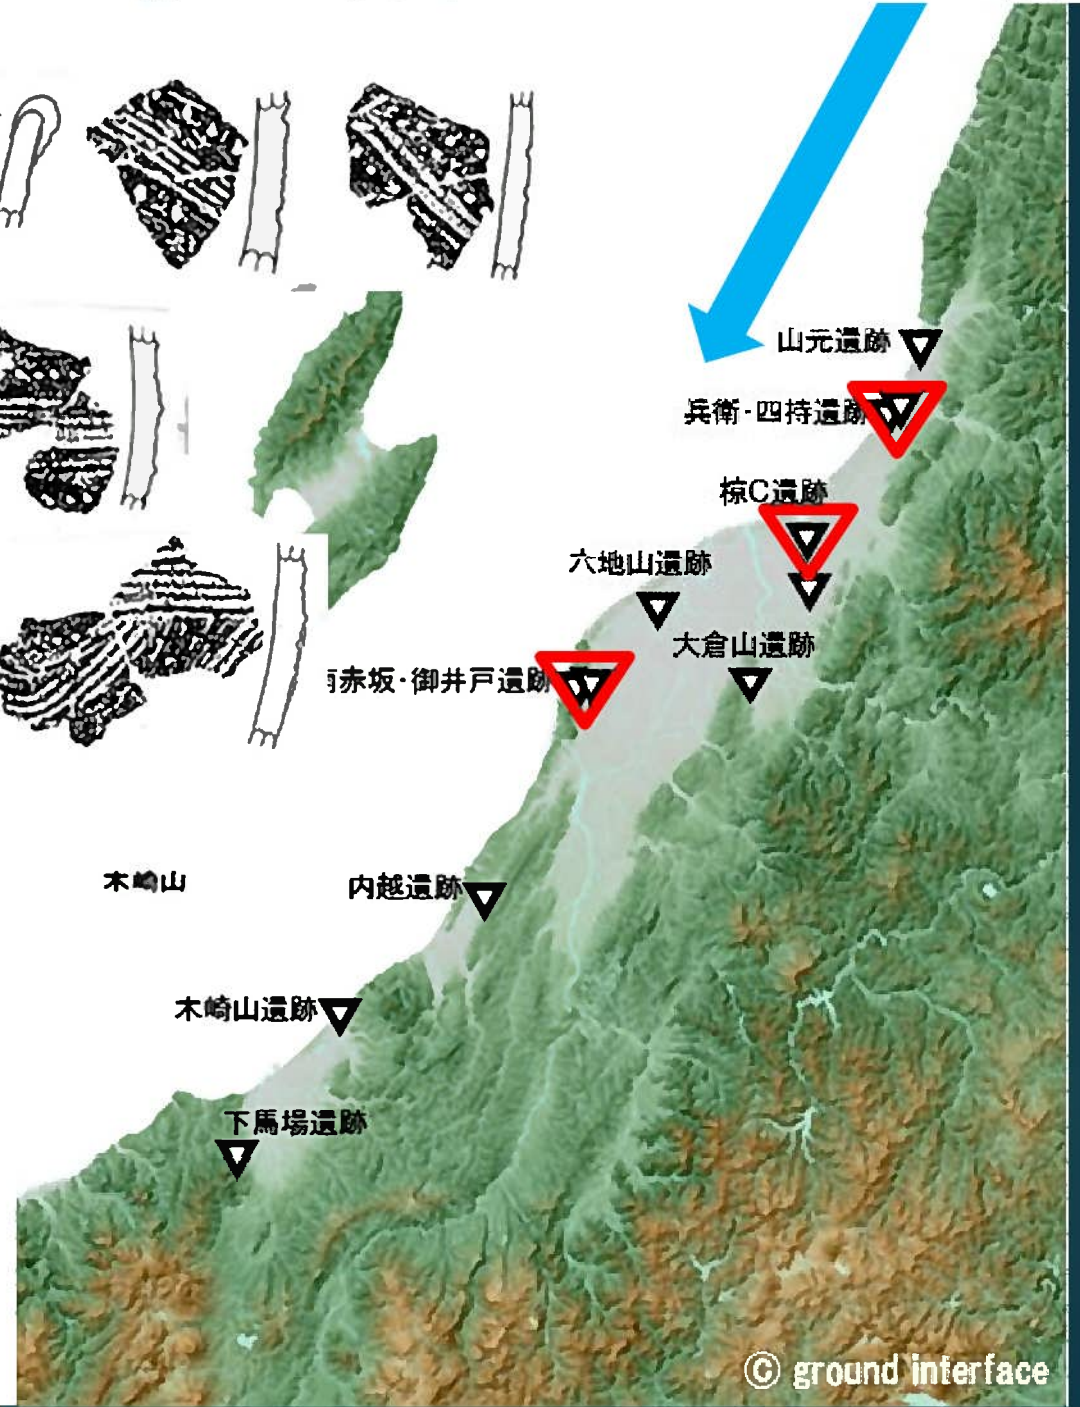 山元遺跡
兵衛・四持遺跡
椋C遺跡
六地山遺跡
大倉山遺跡
赤坂・御井戸遺跡
木崎山
内越遺跡
木崎山遺跡
下馬場遺跡
© ground interface